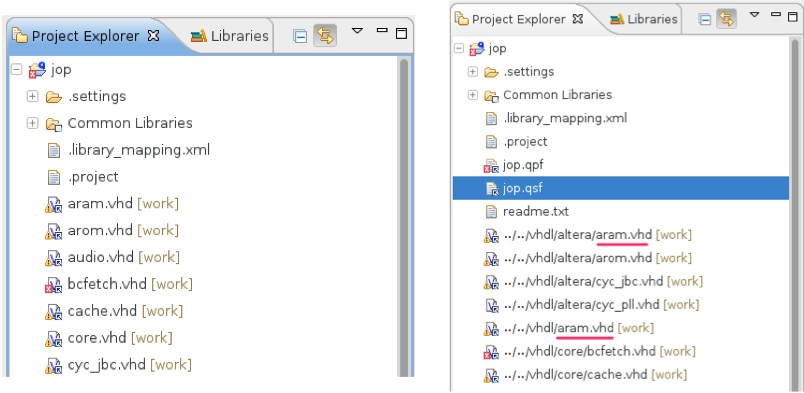 Project Explorer
Libraries
jop
.settings
Common Libraries
.library_mapping.xml
.project
aram.vhd [work]
arom.vhd [work]
audio.vhd [work]
bcfetch.vhd [work]
cache.vhd [work]
core.vhd [work]
cyc_jbc.vhd [work]
Project Explorer
Libraries
jop
.settings
Common Libraries
.library_mapping.xml
.project
jop.qpf
jop.qsf
readme.txt
../../vhdl/altera/aram.vhd [work]
../../vhdl/altera/arom.vhd [work]
../../vhdl/altera/cyc_jbc.vhd [work]
../../vhdl/altera/cyc_pll.vhd [work]
../../vhdl/aram.vhd [work]
../../vhdl/core/bcfetch.vhd [work]
../../vhdl/core/cache.vhd [work]